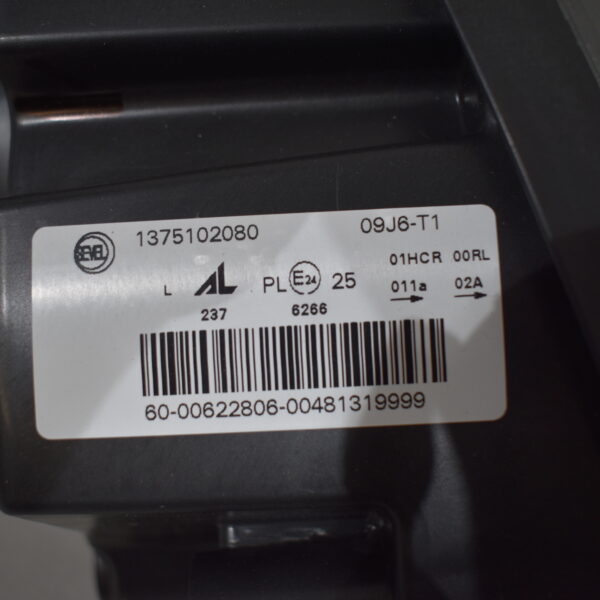 SEVEL 1375102080 09J6-T1
01HCR 00RL
L AL PL E24 25 011a 02A
237 6266
60-00622806-00481319999